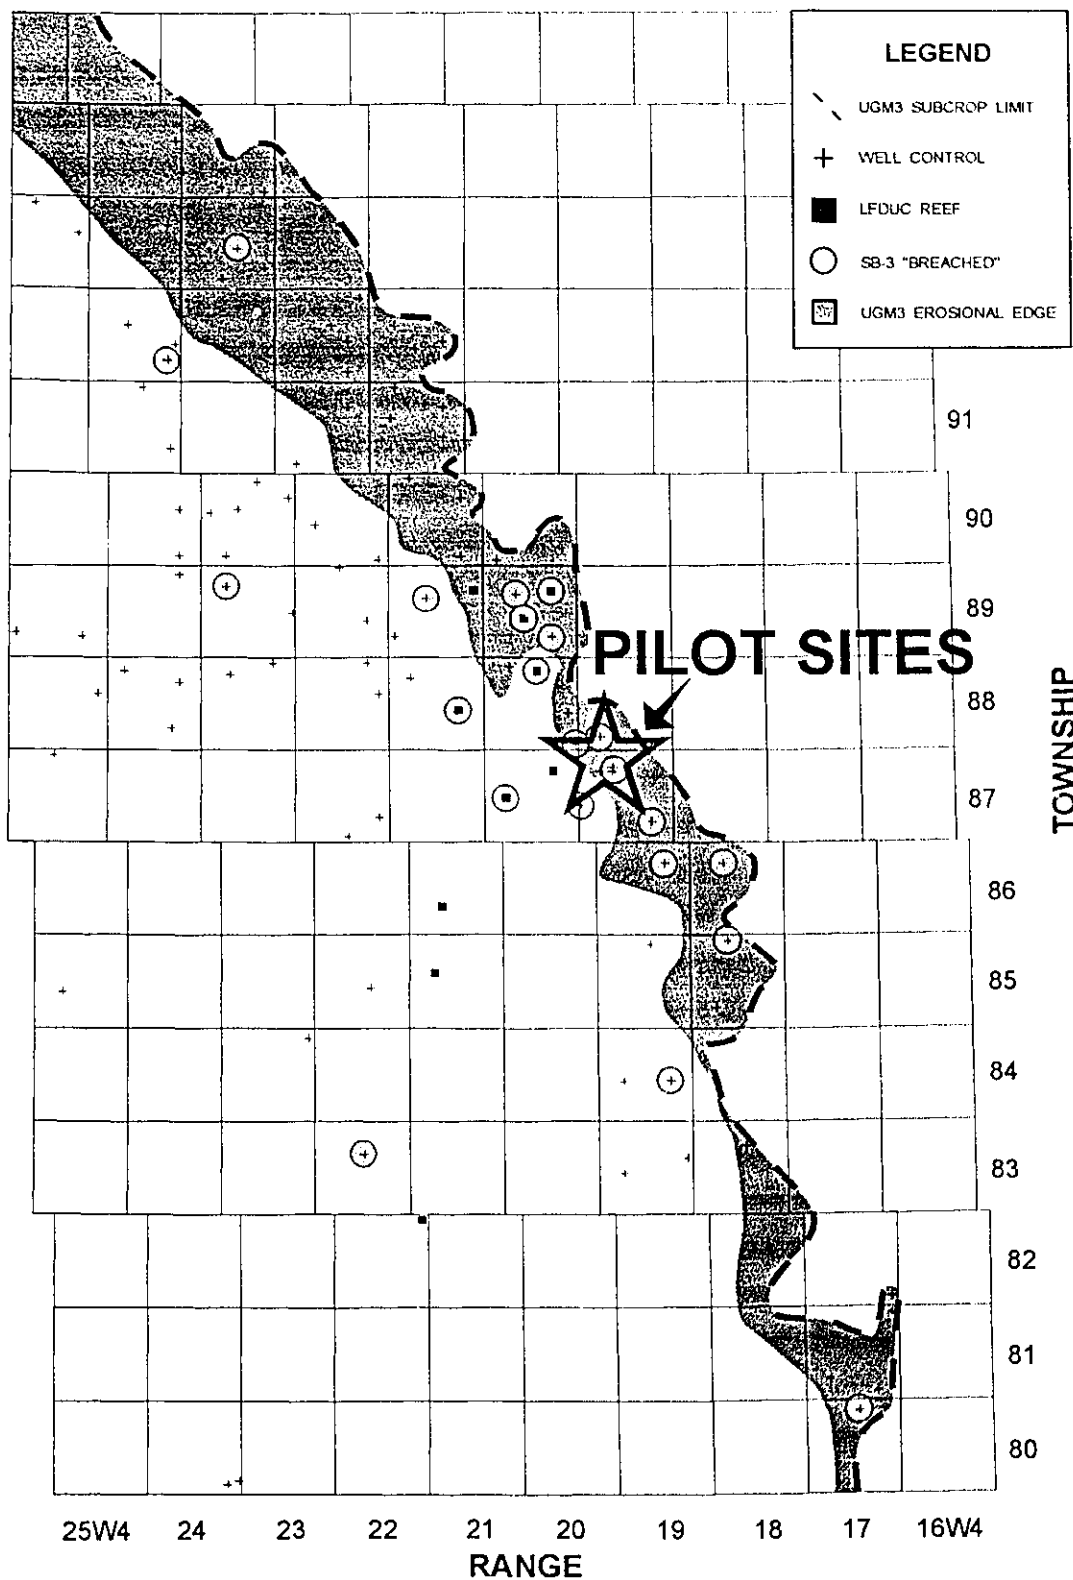 LEGEND
UGM3 SUBCROP LIMIT
WELL CONTROL
LEDUC REEF
SB-3 "BREACHED"
UGM3 EROSIONAL EDGE
91
90
89
PILOT SITES
88
87
TOWNSHIP
86
85
84
83
82
81
80
25W4 24 23 22 21 20 19 18 17 16W4
RANGE